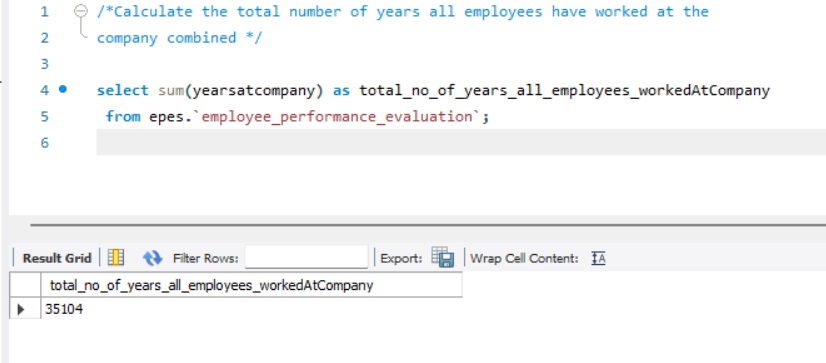 1 /*Calculate the total number of years all employees have worked at the
2 company combined */
3
4 select sum(yearsatcompany) as total_no_of_years_all_employees_workedAtCompany
5 from epes.`employee_performance_evaluation`;
6
Result Grid Filter Rows: Export: Wrap Cell Content: IA
total_no_of_years_all_employees_workedAtCompany
35104